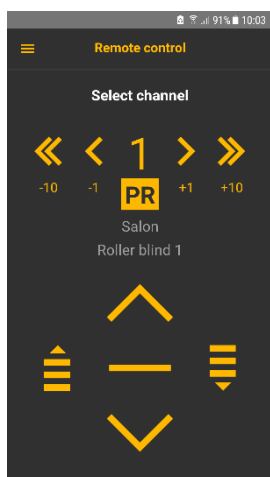 91% 10:03
Remote control
Select channel
1
-10 -1 PR +1 +10
Salon
Roller blind 1